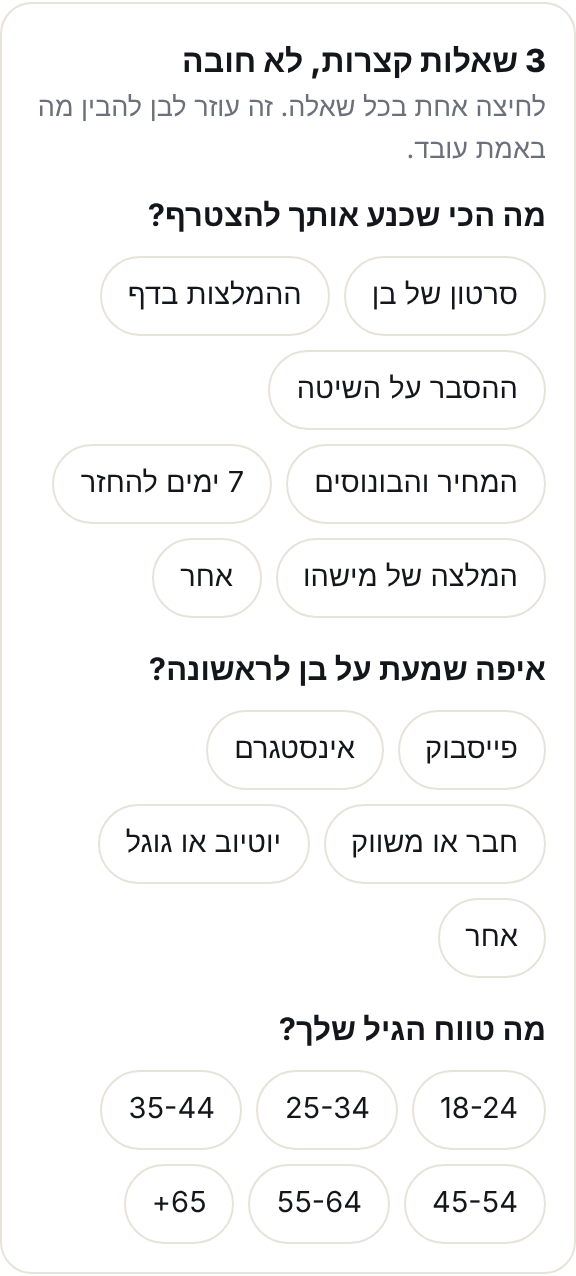 3 שאלות קצרות, לא חובה
לחיצה אחת בכל שאלה. זה עוזר לבן להבין מה
באמת עובד.
מה הכי שכנע אותך להצטרף?
סרטון של בן ההמלצות בדף
ההסבר על השיטה
המחיר והבונוסים 7 ימים להחזר
המלצה של מישהו אחר
איפה שמעת על בן לראשונה?
פייסבוק אינסטגרם
חבר או משווק יוטיוב או גוגל
אחר
מה טווח הגיל שלך?
18-24 25-34 35-44
45-54 55-64 65+